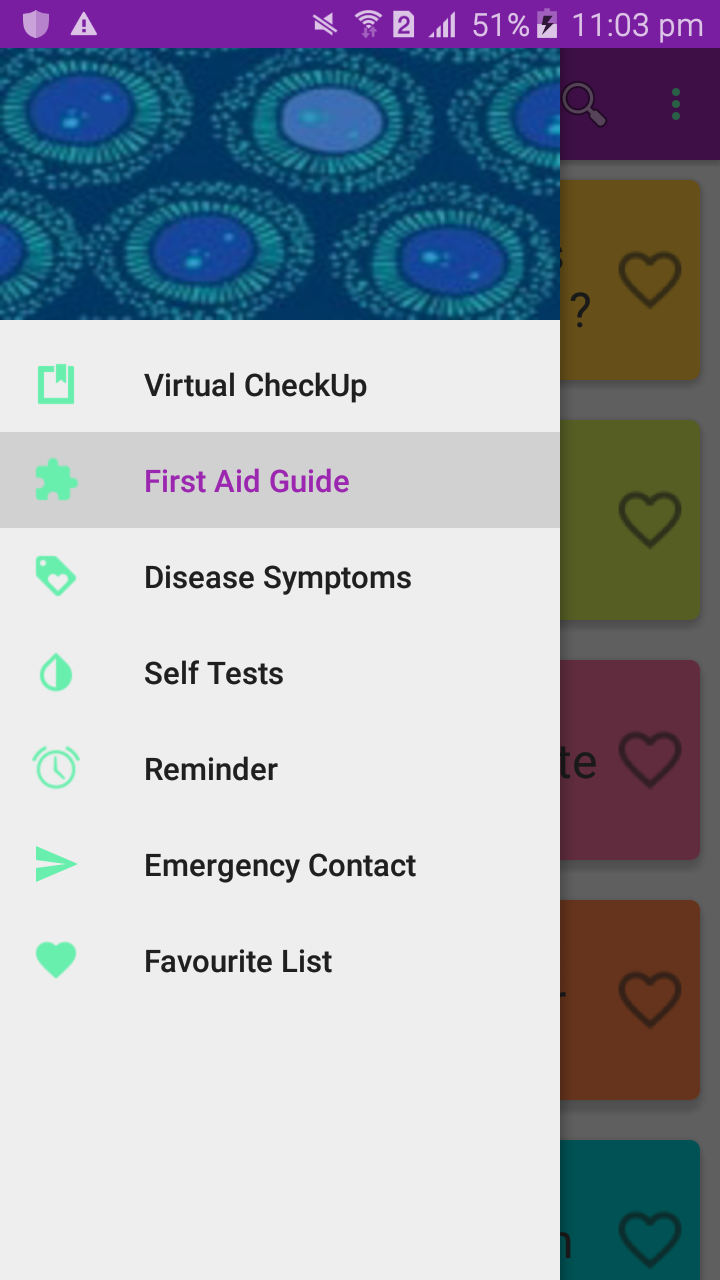 2 51% 11:03 pm
?
Virtual CheckUp
First Aid Guide
Disease Symptoms
Self Tests
te
Reminder
Emergency Contact
Favourite List